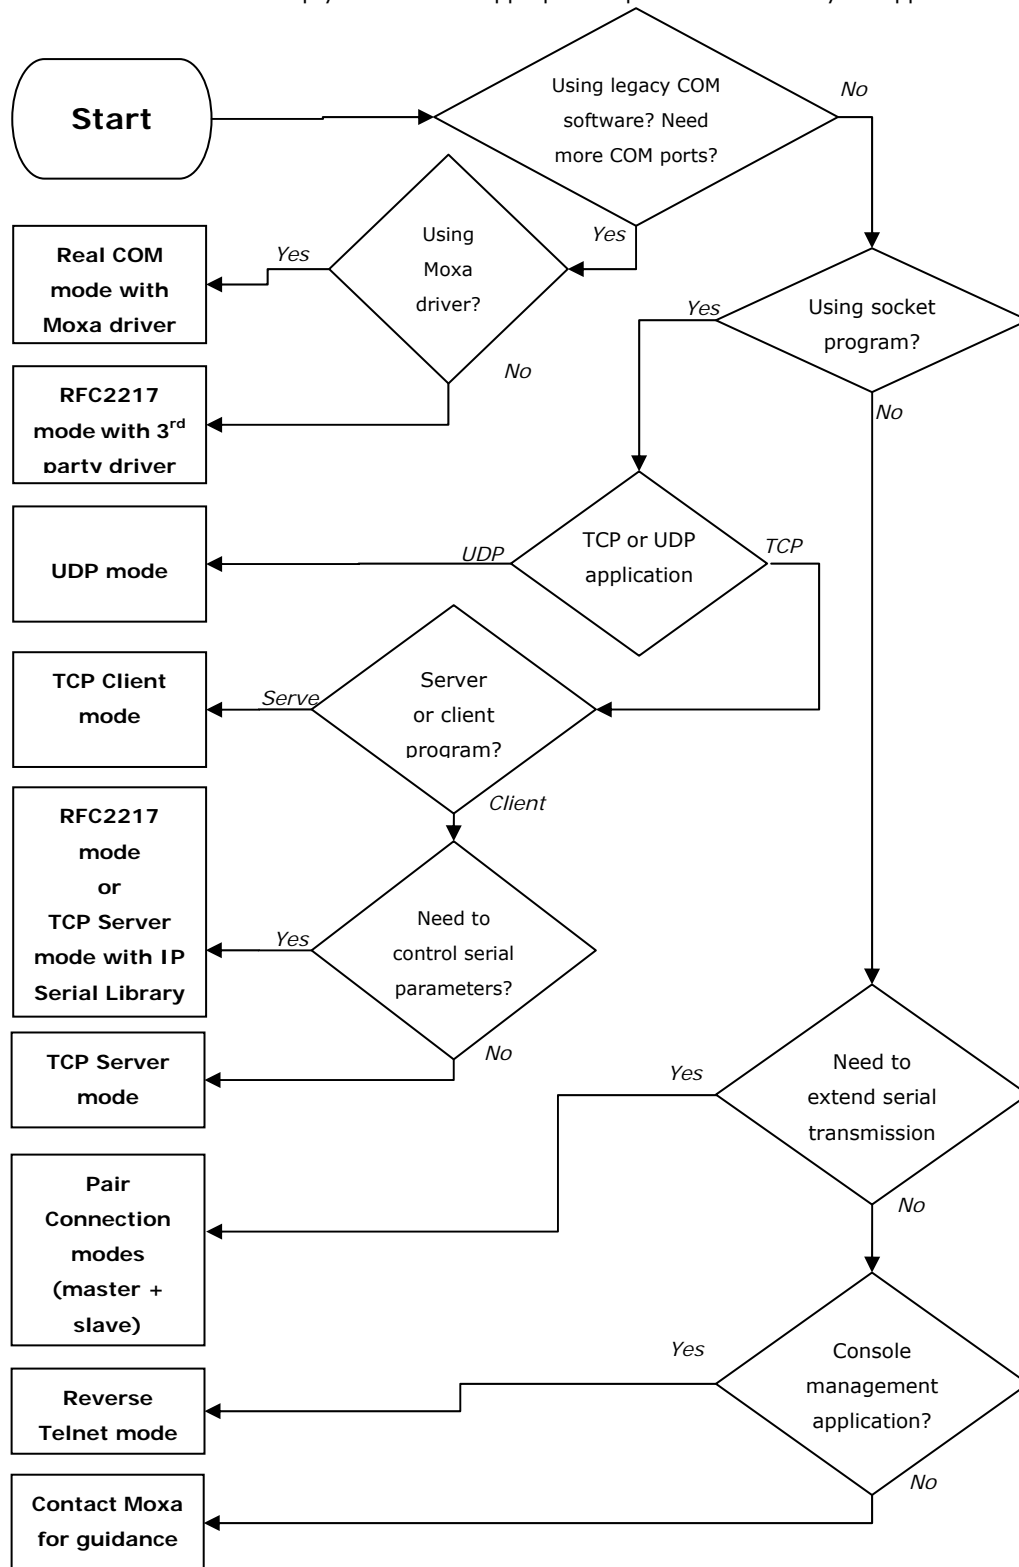 Start
Using legacy COM
software? Need
more COM ports?
No
Yes
Using
Moxa
driver?
Yes
No
Real COM
mode with
Moxa driver
Using socket
program?
Yes
No
RFC2217
mode with 3rd
party driver
TCP or UDP
application
UDP
TCP
UDP mode
Server
or client
program?
Serve
Client
TCP Client
mode
RFC2217
mode
or
TCP Server
mode with IP
Serial Library
Need to
control serial
parameters?
Yes
No
TCP Server
mode
Need to
extend serial
transmission
Yes
No
Pair
Connection
modes
(master +
slave)
Console
management
application?
Yes
No
Reverse
Telnet mode
Contact Moxa
for guidance